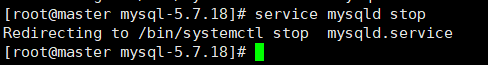 [root@master mysql-5.7.18]# service mysqld stop
Redirecting to /bin/systemctl stop  mysqld.service
[root@master mysql-5.7.18]#